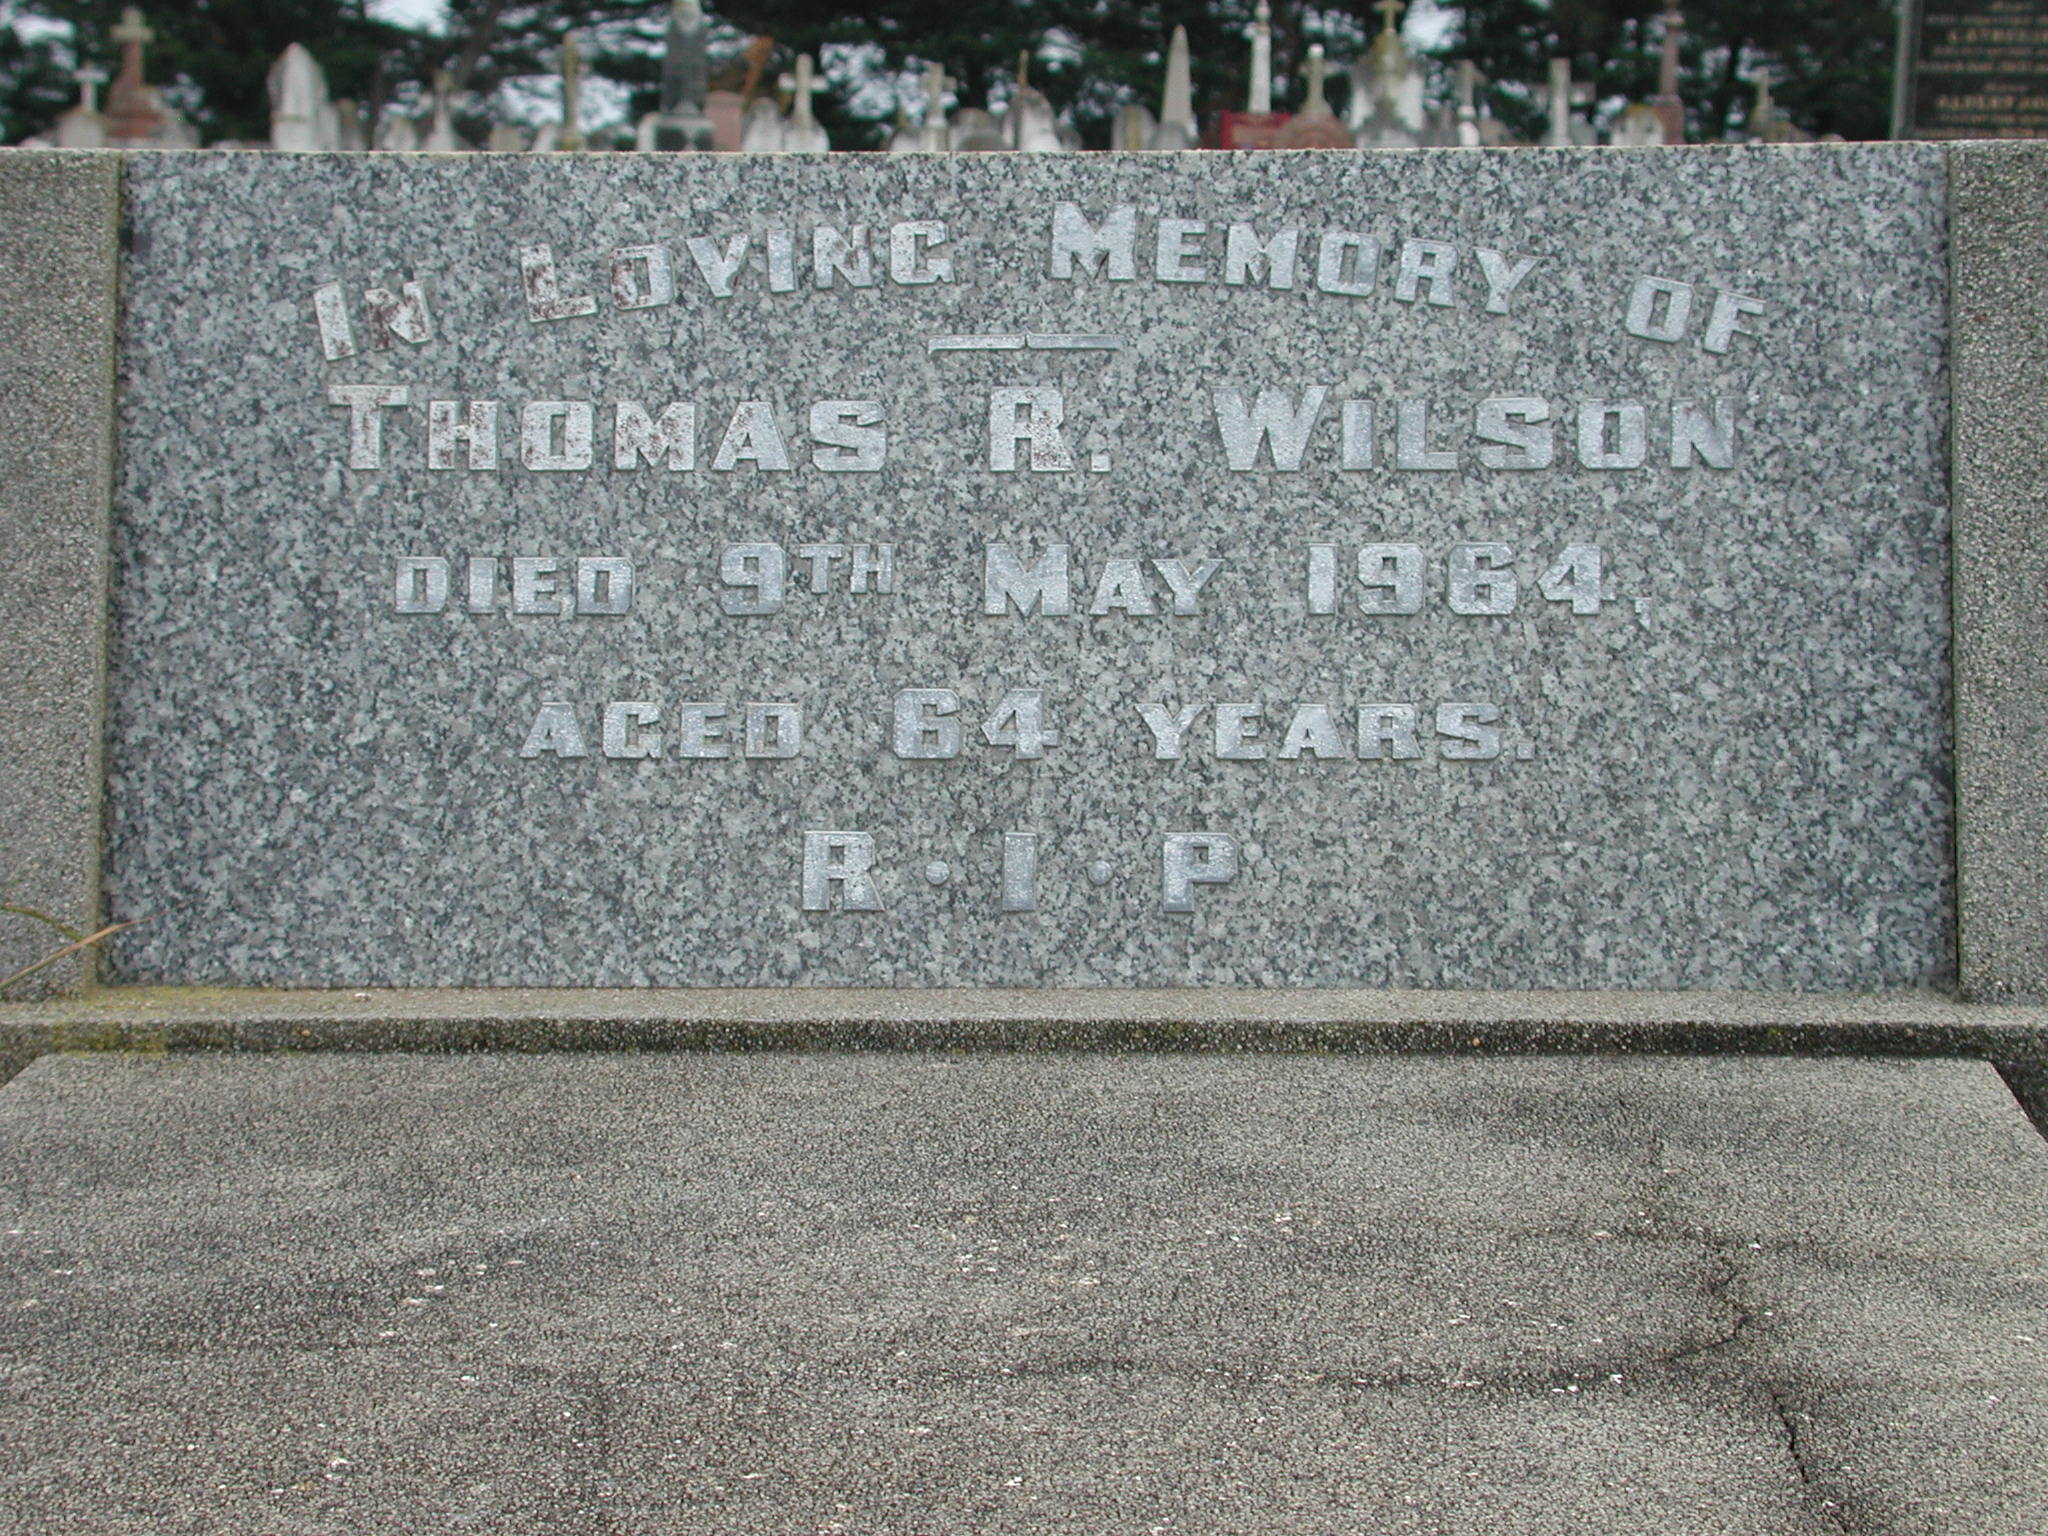 IN LOVING MEMORY OF
THOMAS R. WILSON
DIED 9TH MAY 1964,
AGED 64 YEARS.
R·I·P